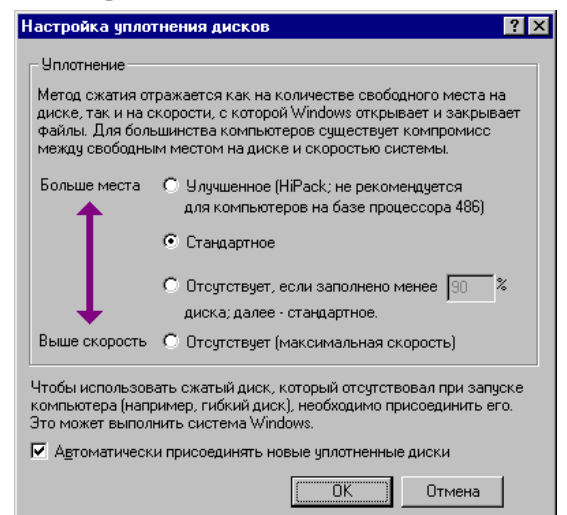 Настройка уплотнения дисков
Уплотнение
Метод сжатия отражается как на количестве свободного места на
диске, так и на скорости, с которой Windows открывает и закрывает
файлы. Для большинства компьютеров существует компромисс
между свободным местом на диске и скоростью системы.
Больше места
Улучшенное (HiPack; не рекомендуется
для компьютеров на базе процессора 486)
Стандартное
Отсутствует, если заполнено менее 90 %
диска; далее - стандартное.
Выше скорость
Отсутствует (максимальная скорость)
Чтобы использовать сжатый диск, который отсутствовал при запуске
компьютера (например, гибкий диск), необходимо присоединить его.
Это может выполнить система Windows.
Автоматически присоединять новые уплотненные диски
OK
Отмена